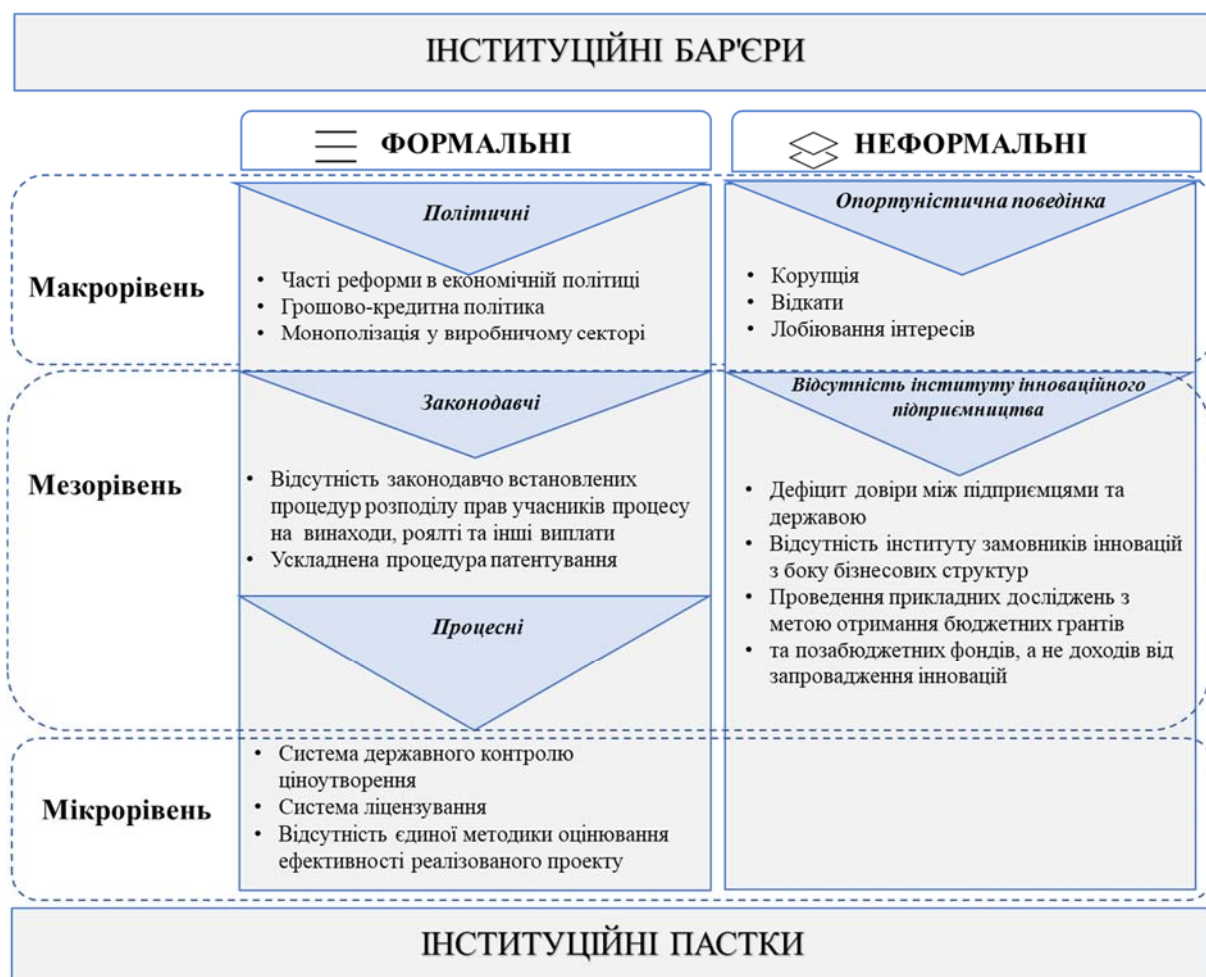 ІНСТИТУЦІЙНІ БАР'ЄРИ
ФОРМАЛЬНІ
НЕФОРМАЛЬНІ
Макрорівень
Політичні
• Часті реформи в економічній політиці
• Грошово-кредитна політика
• Монополізація у виробничому секторі
Опортуністична поведінка
• Корупція
• Відкати
• Лобіювання інтересів
Мезорівень
Законодавчі
• Відсутність законодавчо встановлених
процедур розподілу прав учасників процесу
на винаходи, роялті та інші виплати
• Ускладнена процедура патентування
Процесні
Відсутність інституту інноваційного
підприємництва
• Дефіцит довіри між підприємцями та
державою
• Відсутність інституту замовників інновацій
з боку бізнесових структур
• Проведення прикладних досліджень з
метою отримання бюджетних грантів
• та позабюджетних фондів, а не доходів від
запровадження інновацій
Мікрорівень
• Система державного контролю
ціноутворення
• Система ліцензування
• Відсутність єдиної методики оцінювання
ефективності реалізованого проекту
ІНСТИТУЦІЙНІ ПАСТКИ